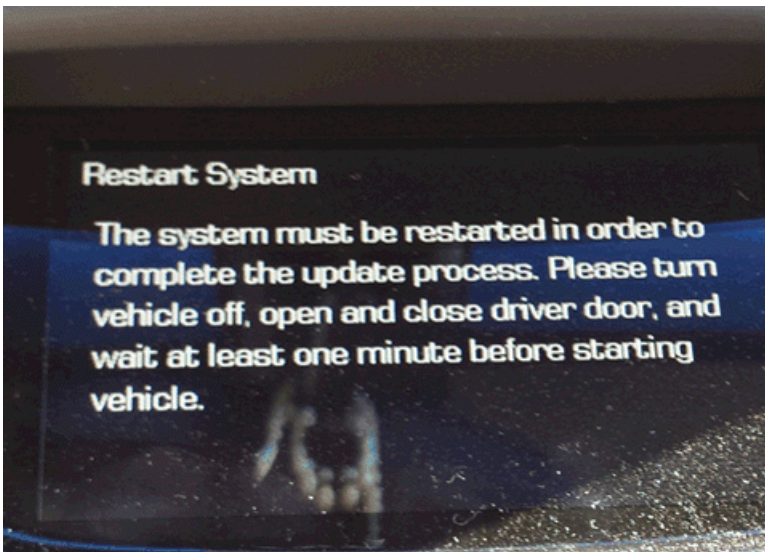 Restart System
The system must be restarted in order to
complete the update process. Please turn
vehicle off, open and close driver door, and
wait at least one minute before starting
vehicle.